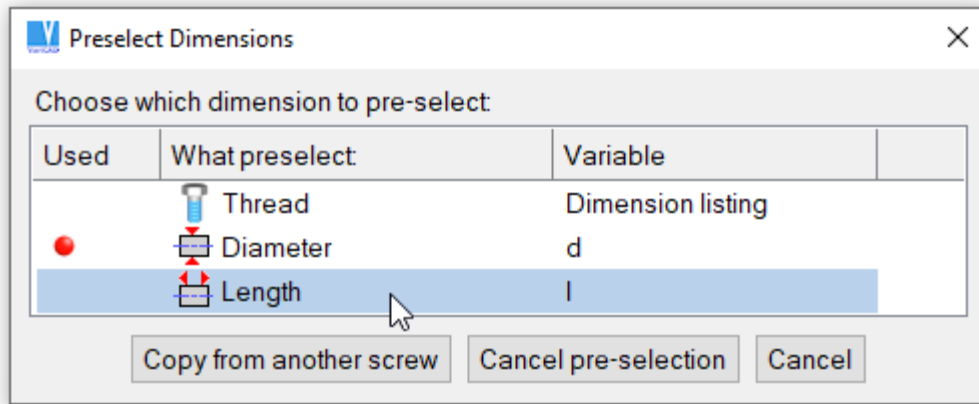 Preselect Dimensions
Choose which dimension to pre-select:
Used What preselect: Variable
Thread Dimension listing
Diameter d
Length l
Copy from another screw Cancel pre-selection Cancel